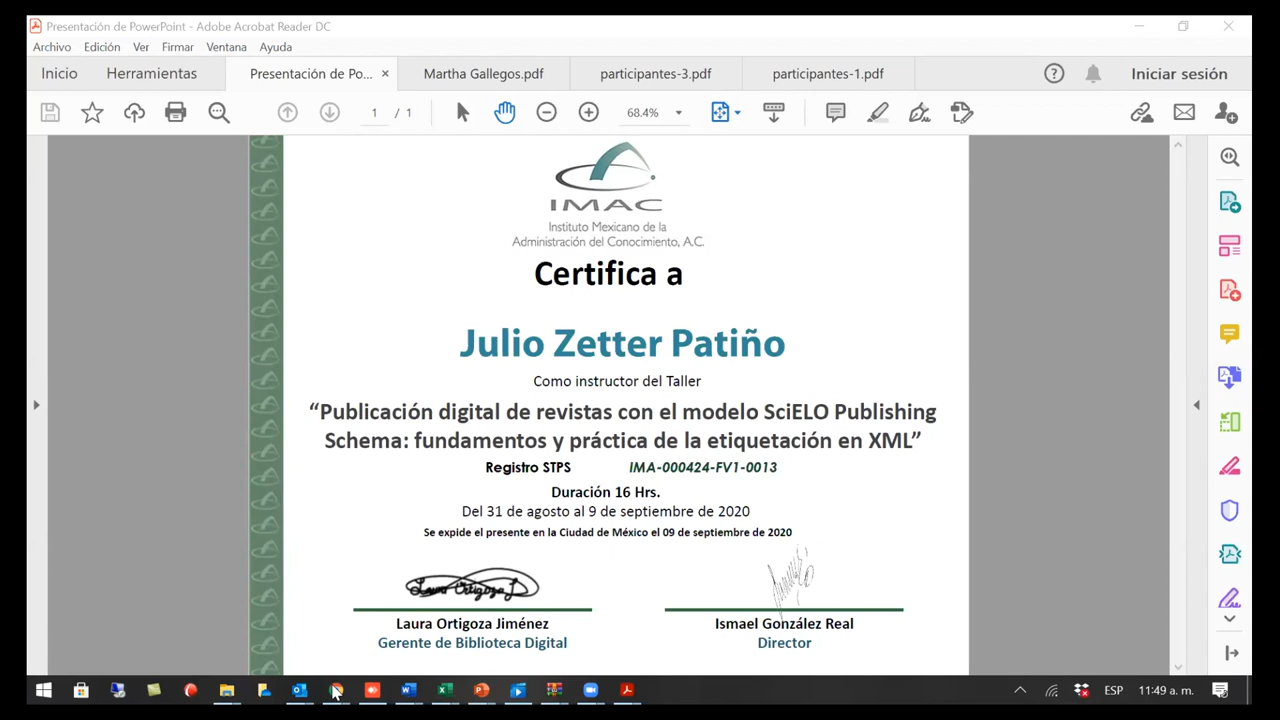 Presentación de PowerPoint - Adobe Acrobat Reader DC
Archivo Edición Ver Firmar Ventana Ayuda
Inicio Herramientas Presentación de Po... × Martha Gallegos.pdf participantes-3.pdf participantes-1.pdf Iniciar sesión
1 / 1 68.4%
IMAC
Instituto Mexicano de la
Administración del Conocimiento, A.C.
Certifica a
Julio Zetter Patiño
Como instructor del Taller
“Publicación digital de revistas con el modelo SciELO Publishing
Schema: fundamentos y práctica de la etiquetación en XML”
Registro STPS IMA-000424-FV1-0013
Duración 16 Hrs.
Del 31 de agosto al 9 de septiembre de 2020
Se expide el presente en la Ciudad de México el 09 de septiembre de 2020
Laura Ortigoza J
Laura Ortigoza Jiménez Ismael González Real
Gerente de Biblioteca Digital Director
ESP 11:49 a. m.